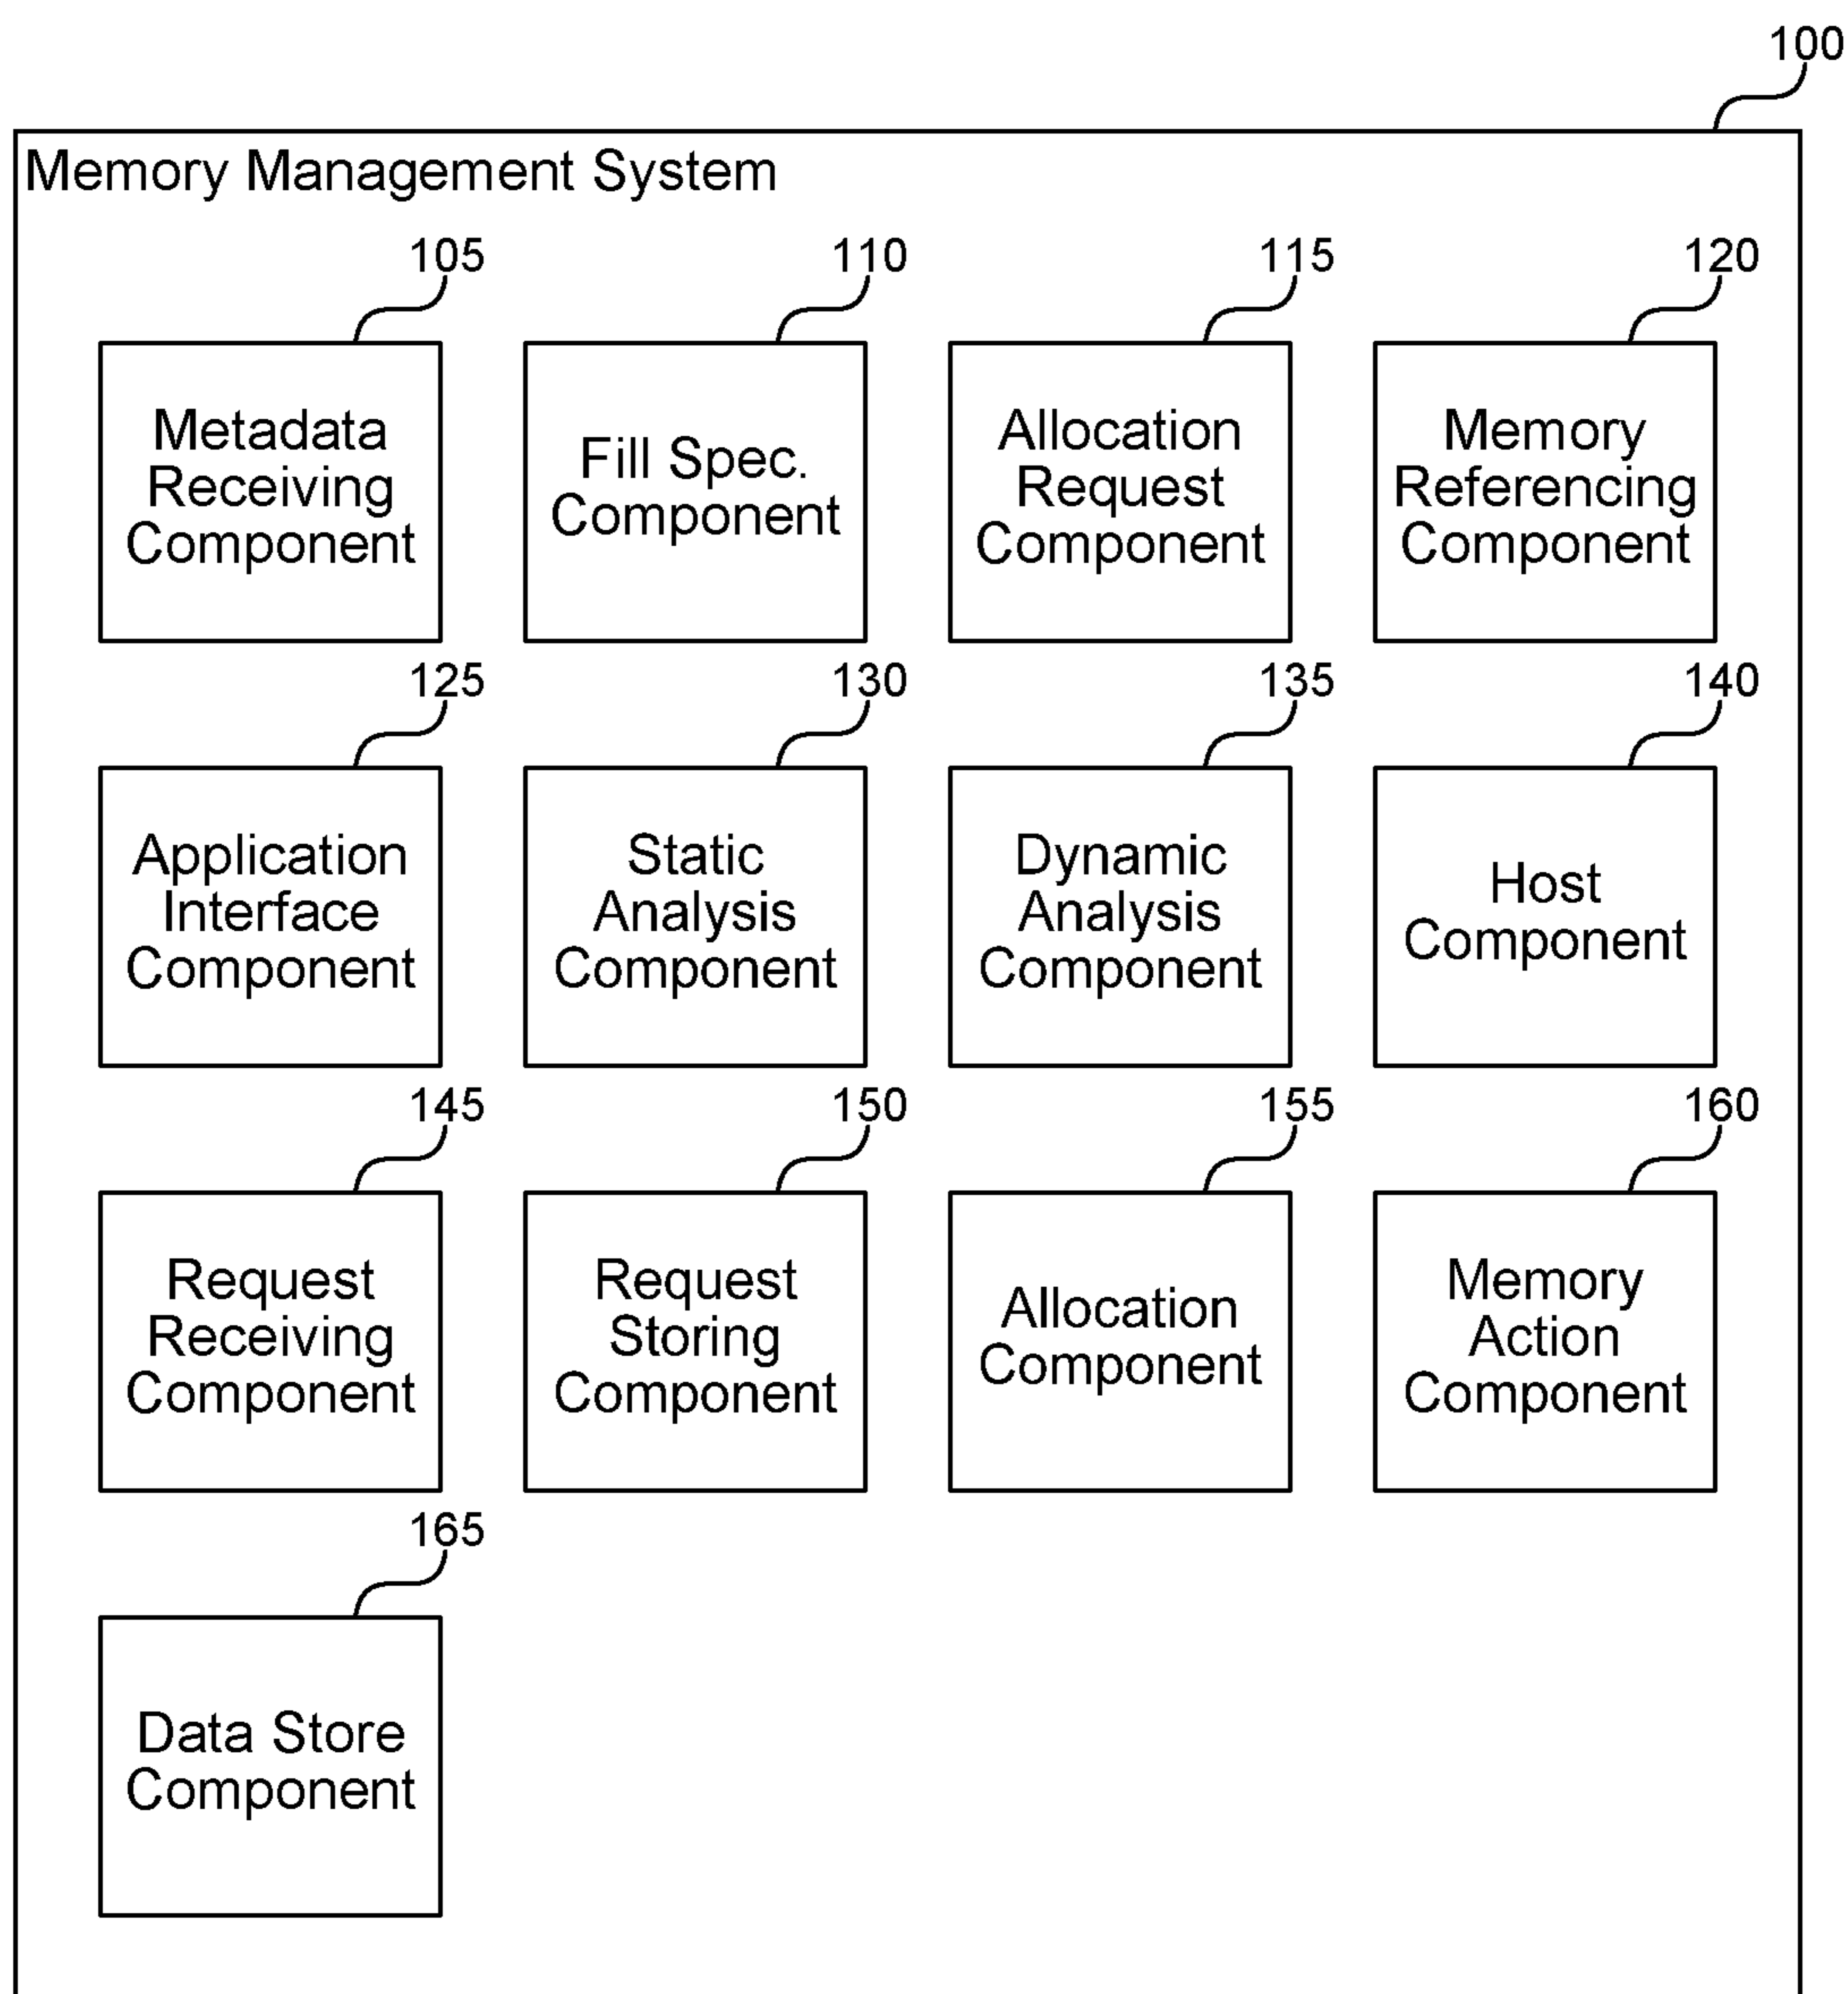 100
Memory Management System
105
110
115
120
Metadata
Receiving
Component
Fill Spec.
Component
Allocation
Request
Component
Memory
Referencing
Component
125
130
135
140
Application
Interface
Component
Static
Analysis
Component
Dynamic
Analysis
Component
Host
Component
145
150
155
160
Request
Receiving
Component
Request
Storing
Component
Allocation
Component
Memory
Action
Component
165
Data Store
Component